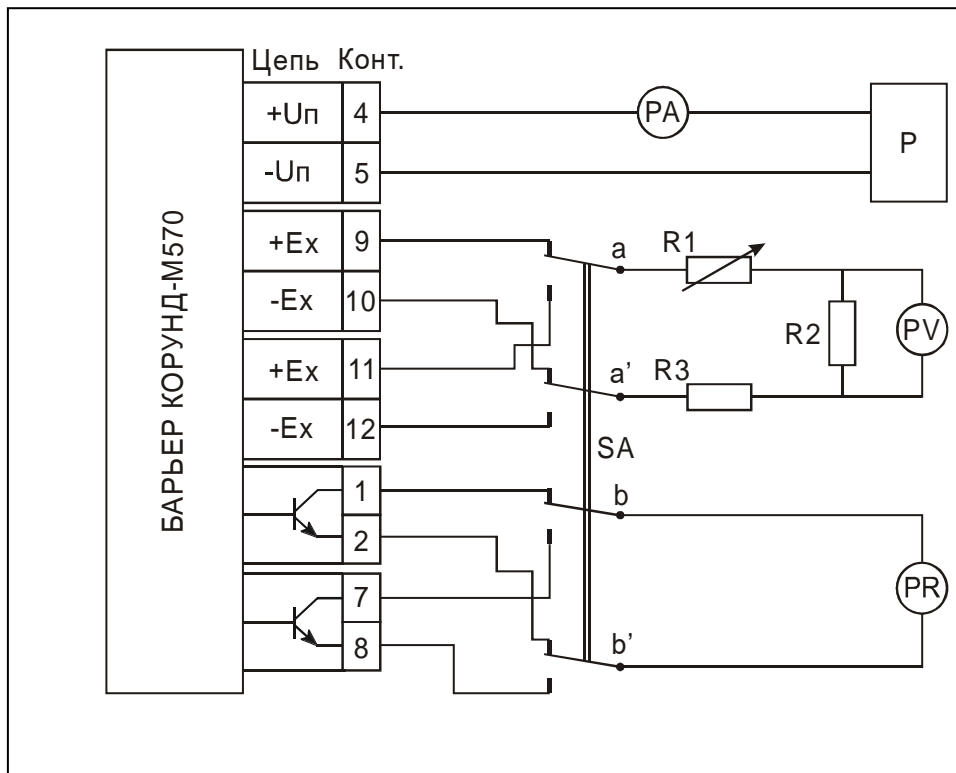 БАРЬЕР КОРУНД-М570
Цепь Конт.
+Uп 4
-Uп 5
+Ex 9
-Ex 10
+Ex 11
-Ex 12
1
2
7
8
PA
P
a
R1
R2
PV
a'
R3
SA
b
PR
b'